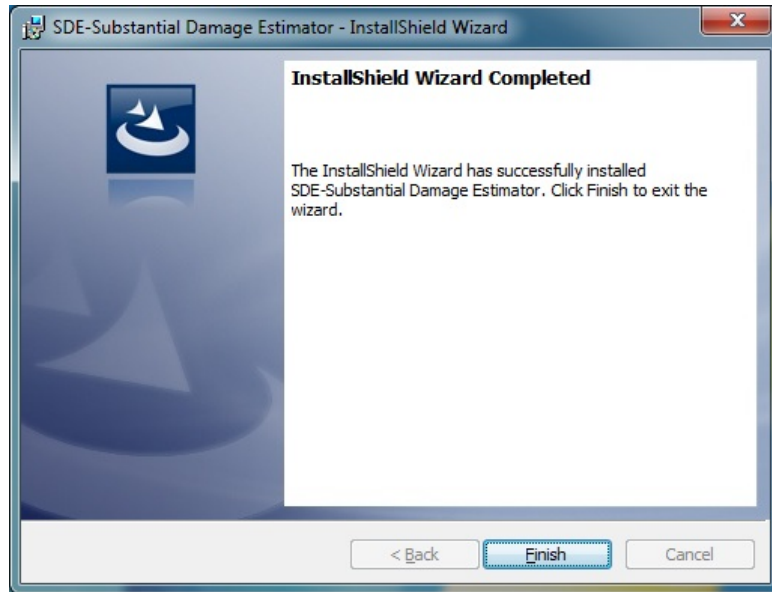 SDE-Substantial Damage Estimator - InstallShield Wizard
InstallShield Wizard Completed
The InstallShield Wizard has successfully installed
SDE-Substantial Damage Estimator. Click Finish to exit the
wizard.
< Back
Finish
Cancel